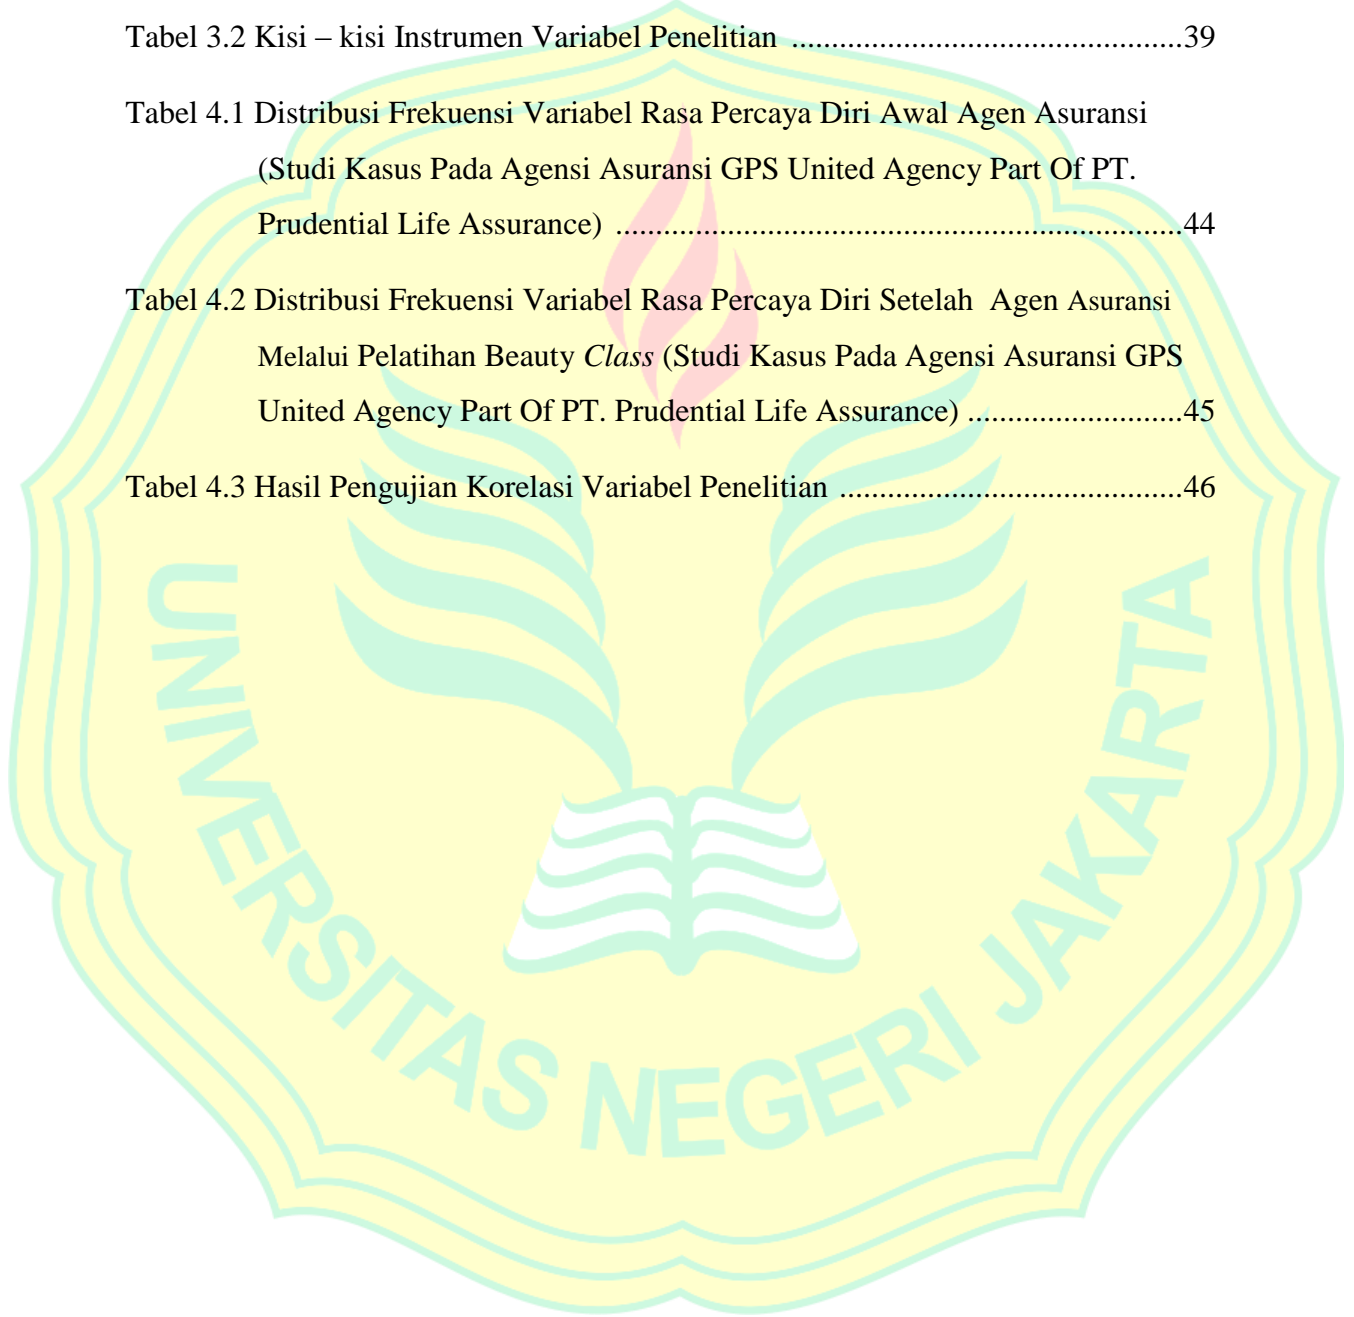 Tabel 3.2 Kisi – kisi Instrumen Variabel Penelitian .................................................39
Tabel 4.1 Distribusi Frekuensi Variabel Rasa Percaya Diri Awal Agen Asuransi
(Studi Kasus Pada Agensi Asuransi GPS United Agency Part Of PT.
Prudential Life Assurance) .......................................................................44
Tabel 4.2 Distribusi Frekuensi Variabel Rasa Percaya Diri Setelah Agen Asuransi
Melalui Pelatihan Beauty Class (Studi Kasus Pada Agensi Asuransi GPS
United Agency Part Of PT. Prudential Life Assurance) ...........................45
Tabel 4.3 Hasil Pengujian Korelasi Variabel Penelitian ...........................................46
UNIVERSITAS NEGERI JAKARTA